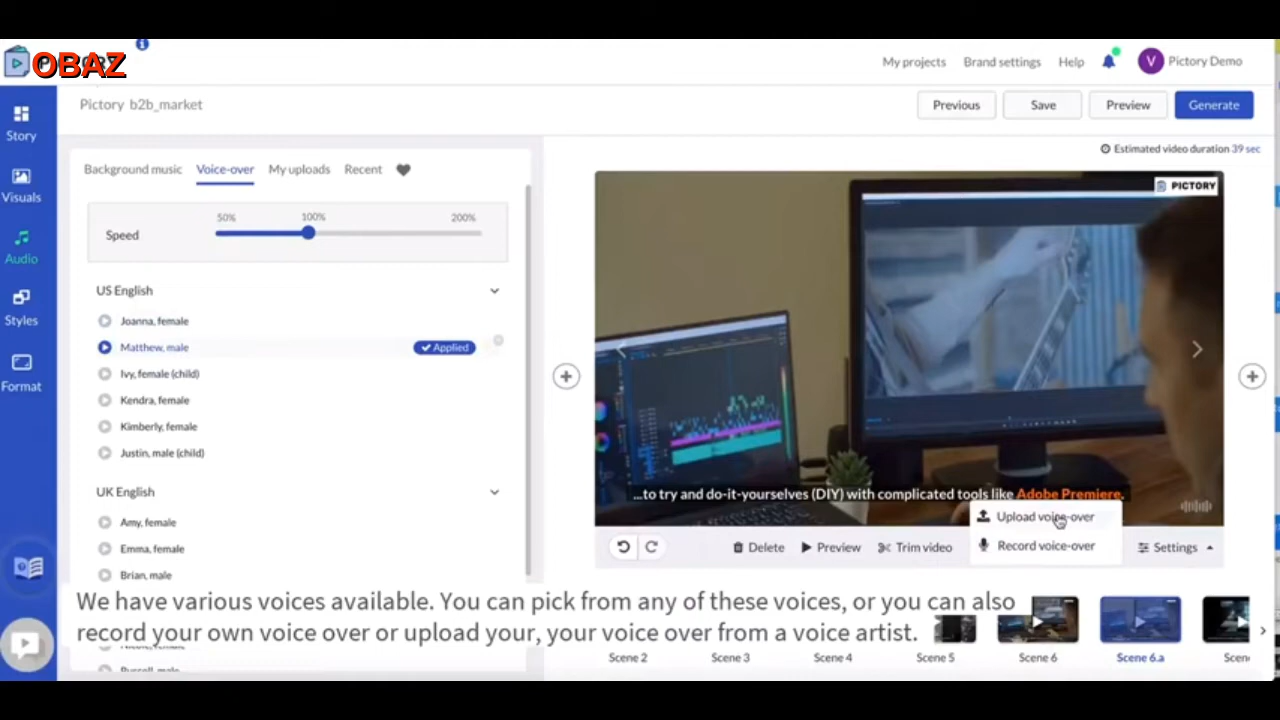 OBAZ
My projects
Brand settings
Help
V
Pictory Demo
Pictory b2b_market
Previous
Save
Preview
Generate
Story
Visuals
Audio
Styles
Format
Estimated video duration 39 sec
Background music
Voice-over
My uploads
Recent
50%
100%
200%
Speed
US English
Joanna, female
Matthew, male
Applied
Ivy, female (child)
Kendra, female
Kimberly, female
Justin, male (child)
UK English
Amy, female
Emma, female
Brian, male
PICTORY
...to try and do-it-yourselves (DIY) with complicated tools like Adobe Premiere.
Upload voice-over
Record voice-over
Delete
Preview
Trim video
Settings
We have various voices available. You can pick from any of these voices, or you can also
record your own voice over or upload your, your voice over from a voice artist.
Russell, male
Scene 2
Scene 3
Scene 4
Scene 5
Scene 6
Scene 6.a
Scen